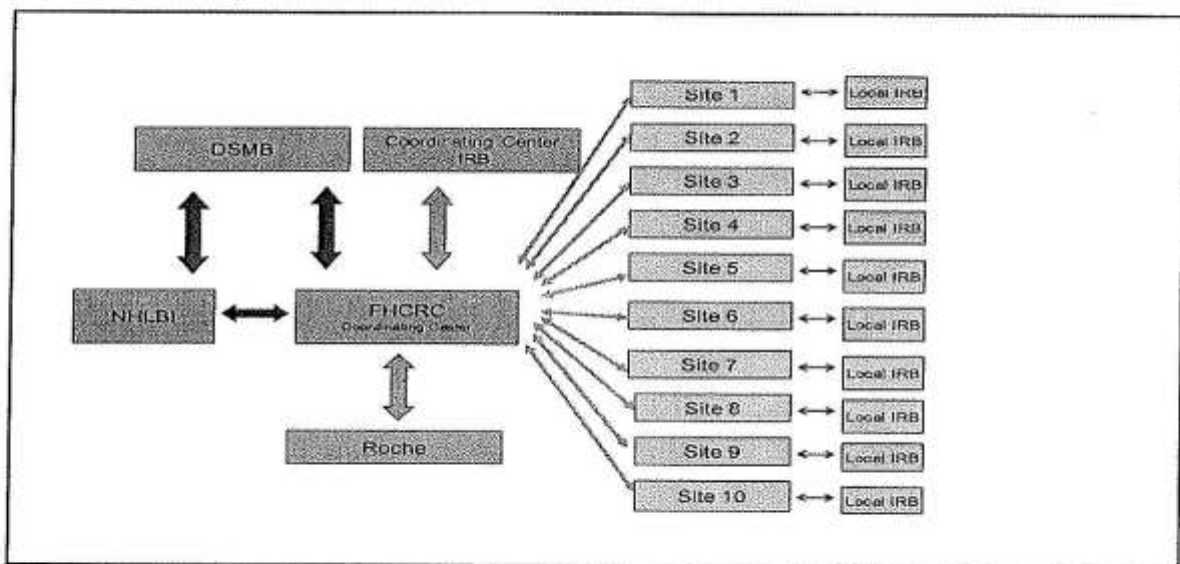 DSMB
Coordinating Center
IRB
NHLBI
FHCRC
Coordinating Center
Roche
Site 1
Local IRB
Site 2
Local IRB
Site 3
Local IRB
Site 4
Local IRB
Site 5
Local IRB
Site 6
Local IRB
Site 7
Local IRB
Site 8
Local IRB
Site 9
Local IRB
Site 10
Local IRB